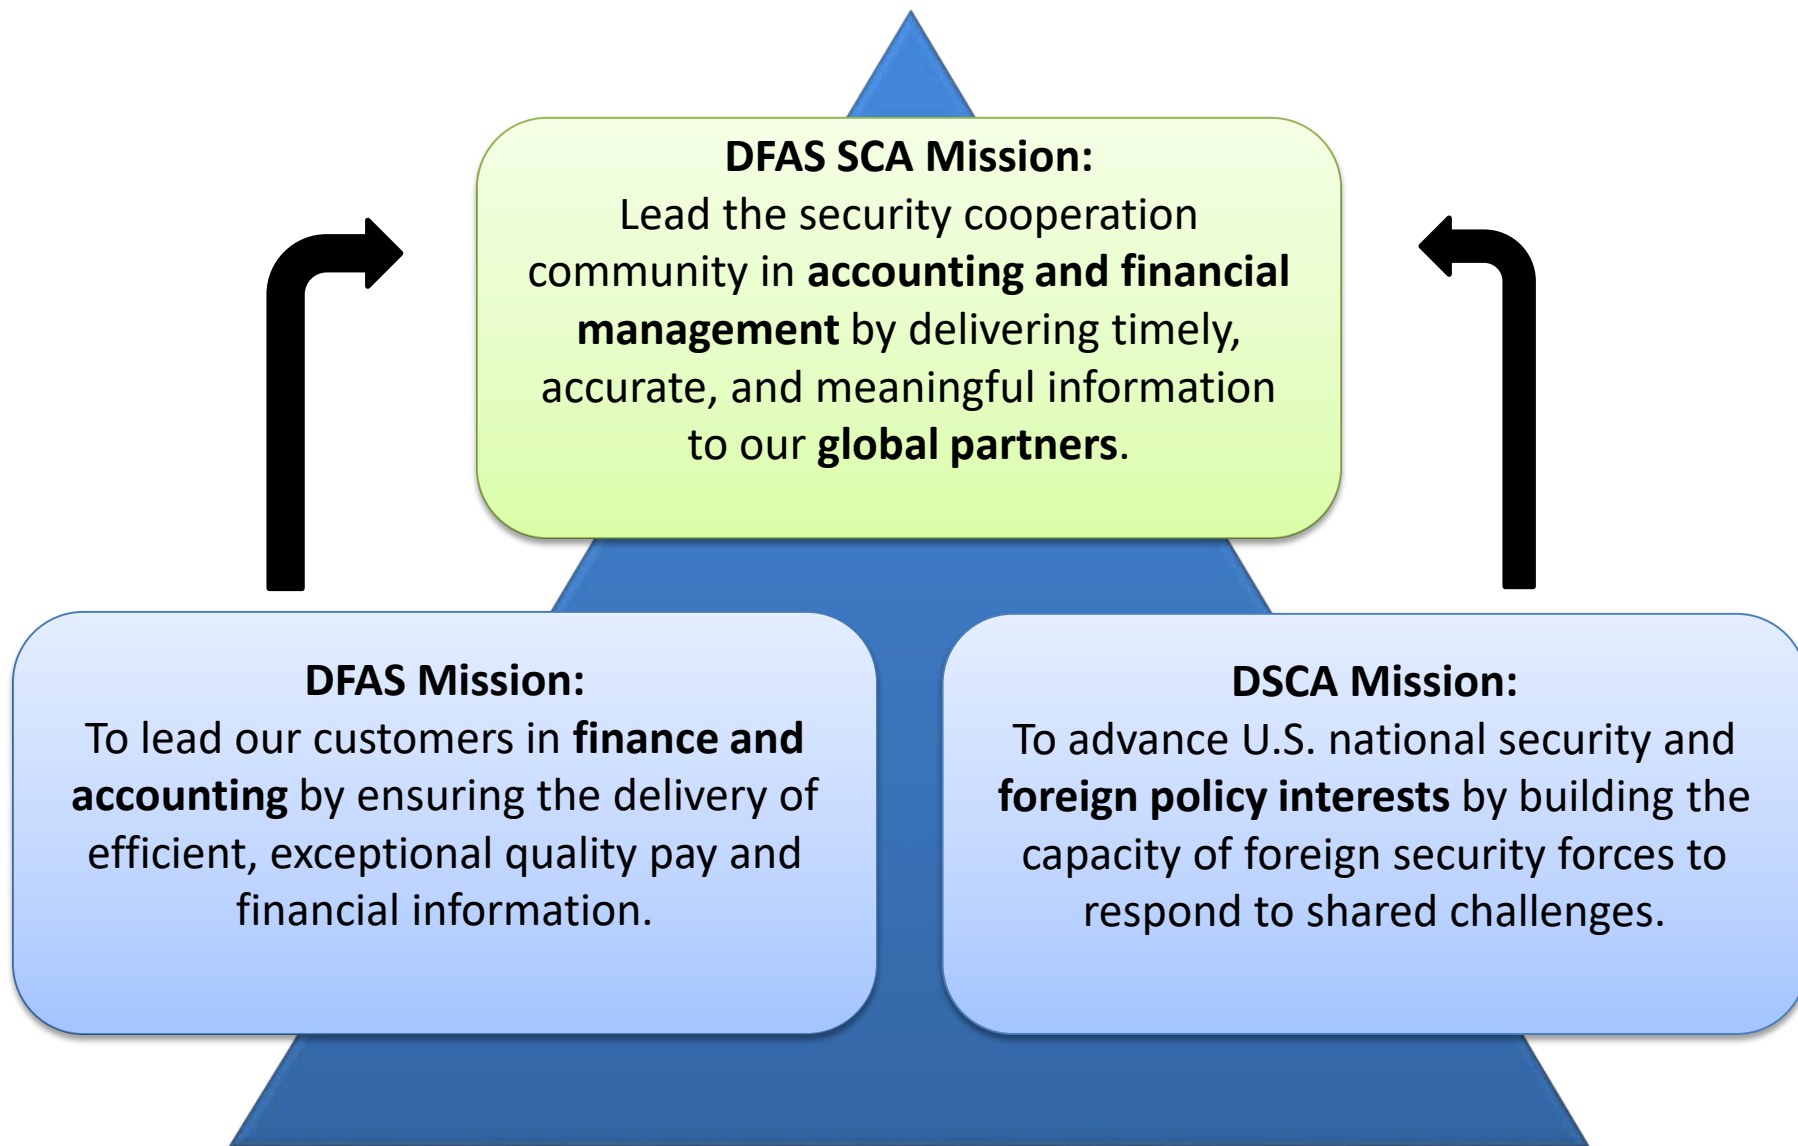 DFAS SCA Mission:
Lead the security cooperation
community in accounting and financial
management by delivering timely,
accurate, and meaningful information
to our global partners.
DFAS Mission:
To lead our customers in finance and
accounting by ensuring the delivery of
efficient, exceptional quality pay and
financial information.
DSCA Mission:
To advance U.S. national security and
foreign policy interests by building the
capacity of foreign security forces to
respond to shared challenges.